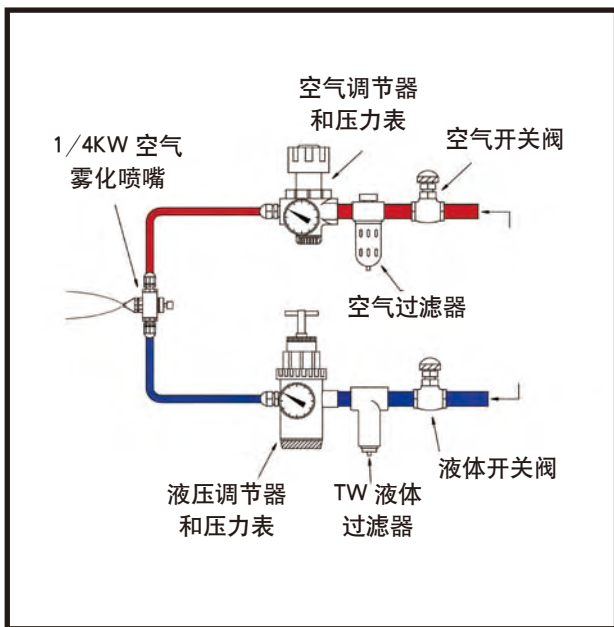 空气调节器
和压力表
空气开关阀
1/4KW 空气
雾化喷嘴
空气过滤器
液体开关阀
液压调节器
和压力表
TW 液体
过滤器